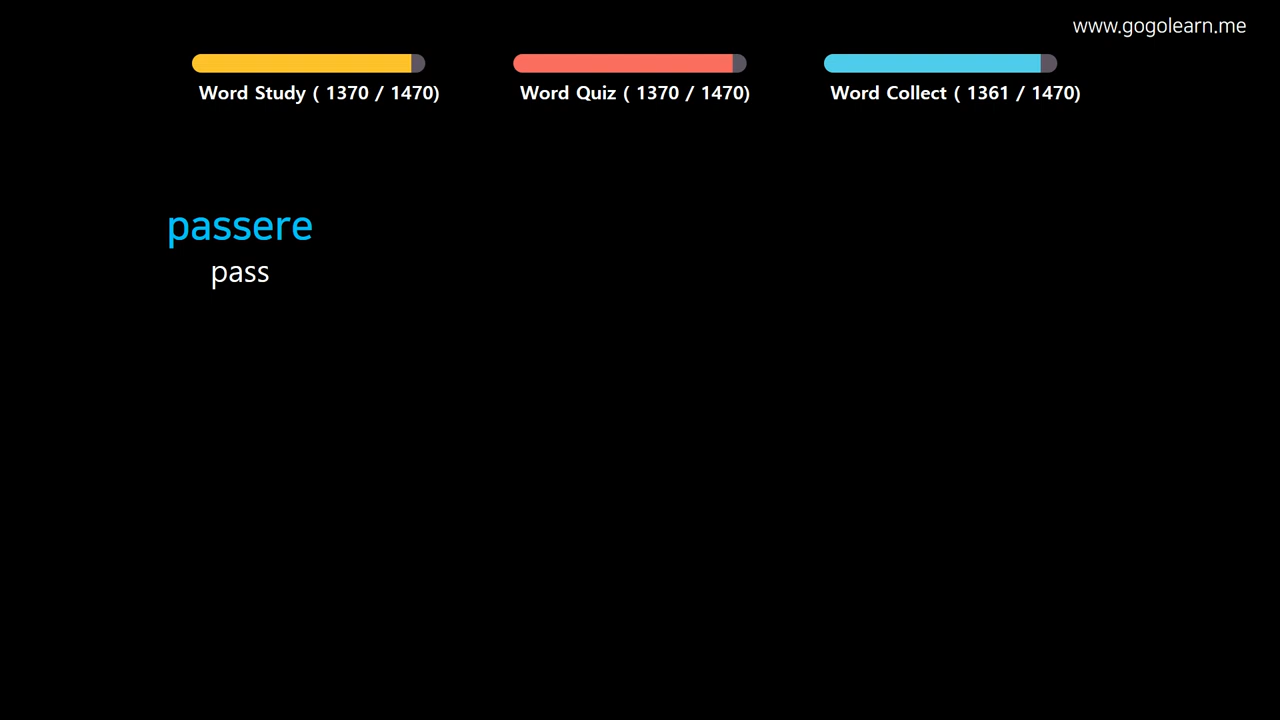 www.gogolearn.me
Word Study ( 1370 / 1470)
Word Quiz ( 1370 / 1470)
Word Collect ( 1361 / 1470)
passere
pass